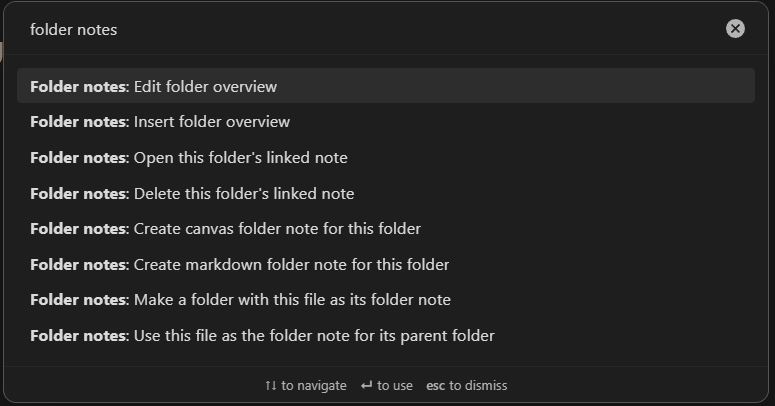 folder notes
Folder notes: Edit folder overview
Folder notes: Insert folder overview
Folder notes: Open this folder's linked note
Folder notes: Delete this folder's linked note
Folder notes: Create canvas folder note for this folder
Folder notes: Create markdown folder note for this folder
Folder notes: Make a folder with this file as its folder note
Folder notes: Use this file as the folder note for its parent folder
↑↓ to navigate ↵ to use esc to dismiss